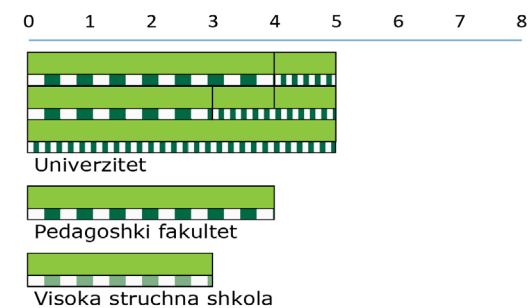 0 1 2 3 4 5 6 7 8
Univerzitet
Pedagoshki fakultet
Visoka struchna shkola